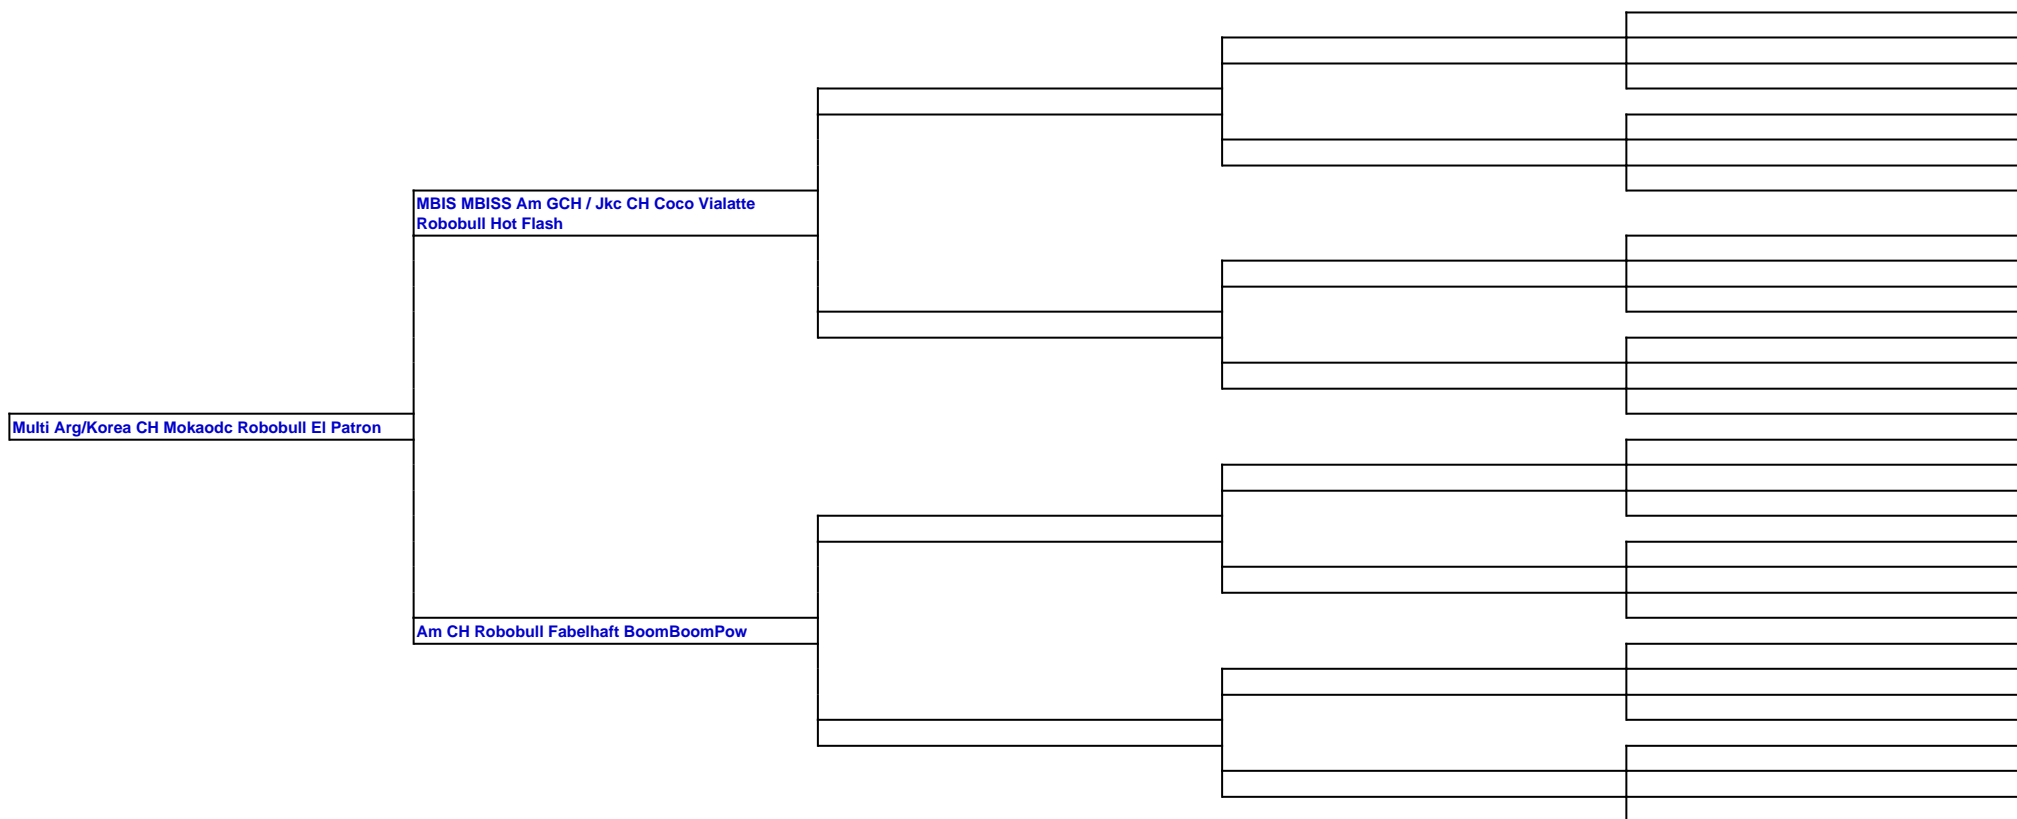 MBIS MBISS Am GCH / Jkc CH Coco Vialatte
Robobull Hot Flash
Multi Arg/Korea CH Mokaodc Robobull El Patron
Am CH Robobull Fabelhaft BoomBoomPow